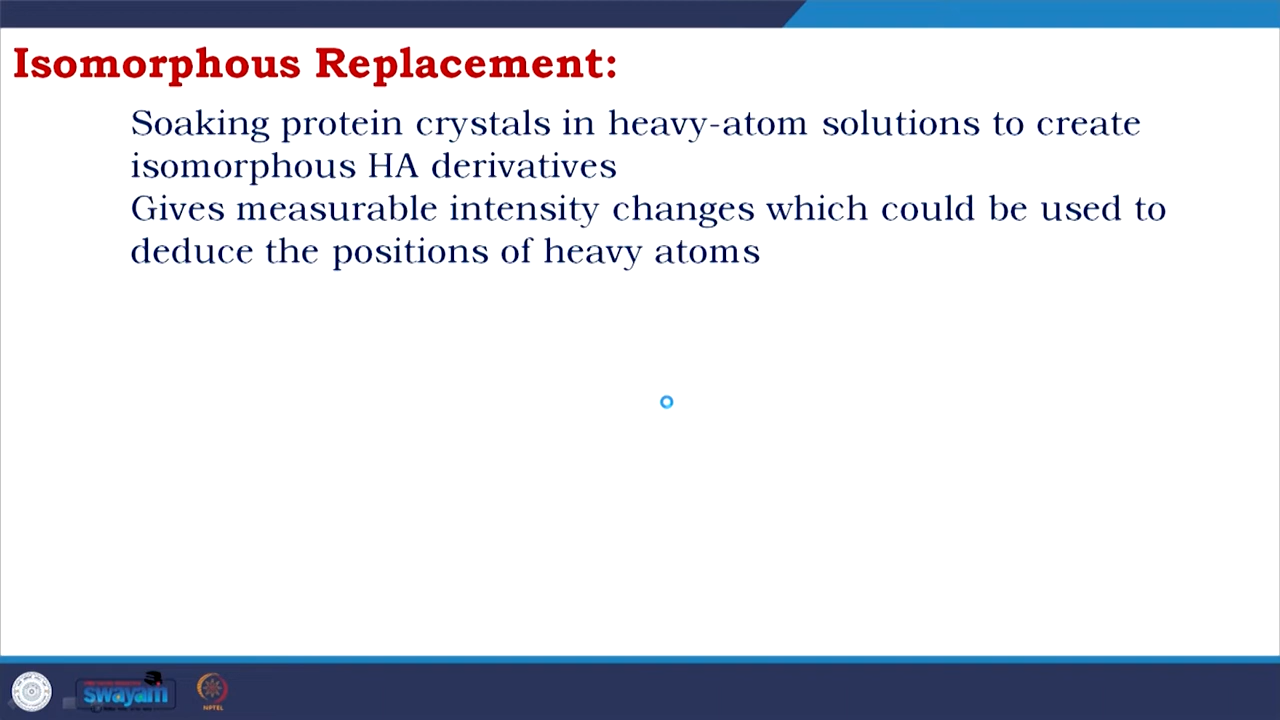 Isomorphous Replacement:
Soaking protein crystals in heavy-atom solutions to create
isomorphous HA derivatives
Gives measurable intensity changes which could be used to
deduce the positions of heavy atoms
swayam
NPTEL